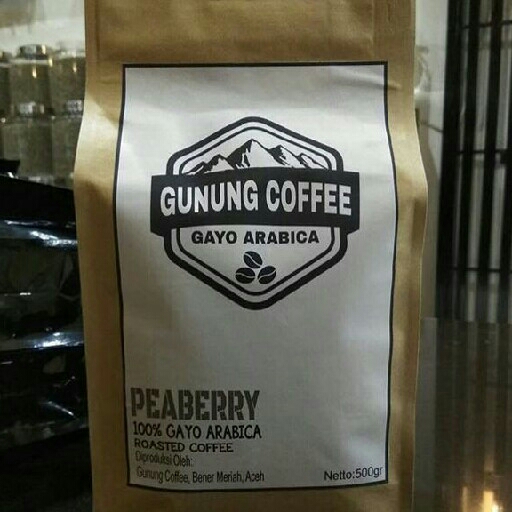 GUNUNG COFFEE
GAYO ARABICA
PEABERRY
100% GAYO ARABICA
ROASTED COFFEE
Diproduksi Oleh:
Gunung Coffee, Bener Meriah, Aceh
Netto:500gr